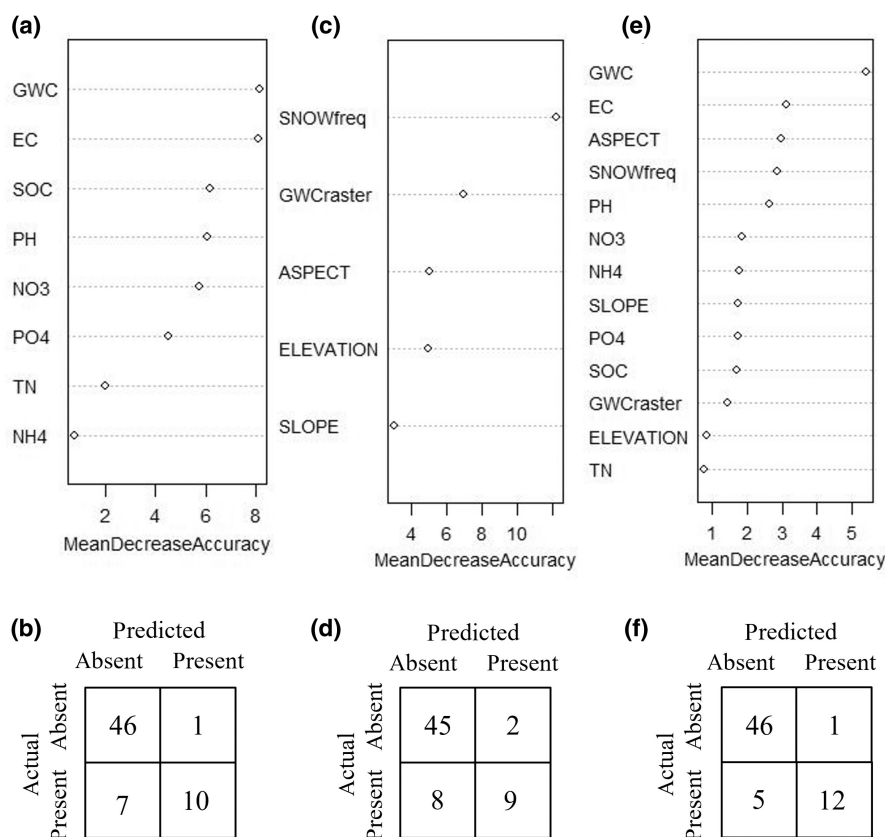 (a)
GWC
EC
SOC
PH
NO3
PO4
TN
NH4
2 4 6 8
MeanDecreaseAccuracy
(c)
SNOWfreq
GWCraster
ASPECT
ELEVATION
SLOPE
4 6 8 10
MeanDecreaseAccuracy
(e)
GWC
EC
ASPECT
SNOWfreq
PH
NO3
NH4
SLOPE
PO4
SOC
GWCraster
ELEVATION
TN
1 2 3 4 5
MeanDecreaseAccuracy
(b)
Predicted
Absent Present
Actual
Absent
46 1
Present
7 10
(d)
Predicted
Absent Present
Actual
Absent
45 2
Present
8 9
(f)
Predicted
Absent Present
Actual
Absent
46 1
Present
5 12